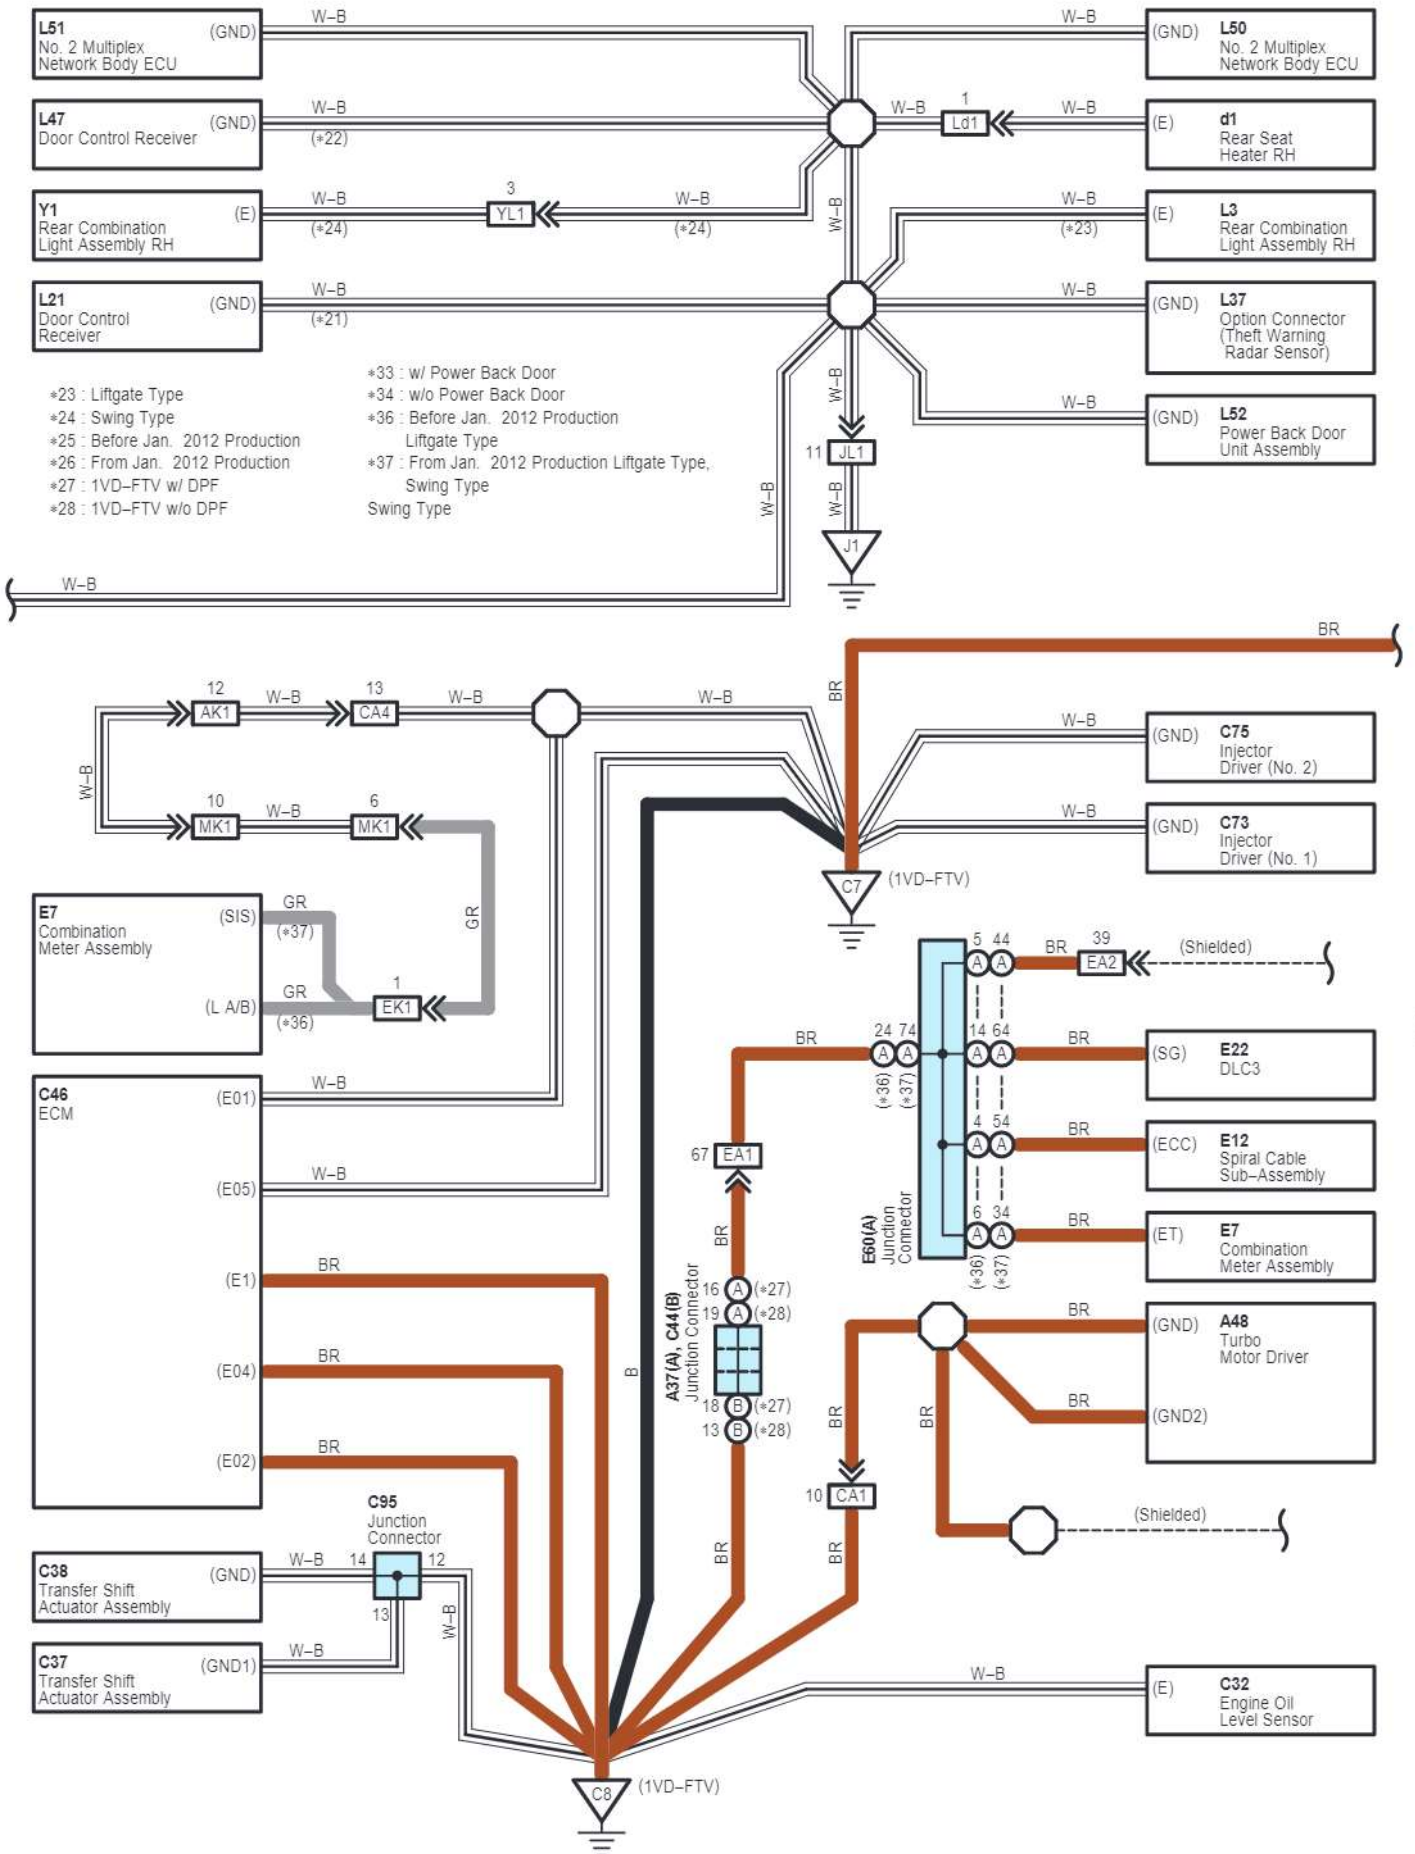 L51
No. 2 Multiplex
Network Body ECU
(GND)
W–B
W–B
(GND)
L50
No. 2 Multiplex
Network Body ECU
L47
Door Control Receiver
(GND)
W–B
(*22)
W–B
1
Ld1
W–B
(E)
d1
Rear Seat
Heater RH
Y1
Rear Combination
Light Assembly RH
(E)
W–B
(*24)
3
YL1
W–B
(*24)
W–B
W–B
(*23)
(E)
L3
Rear Combination
Light Assembly RH
L21
Door Control
Receiver
(GND)
W–B
(*21)
W–B
(GND)
L37
Option Connector
(Theft Warning
Radar Sensor)
W–B
(GND)
L52
Power Back Door
Unit Assembly
*23 : Liftgate Type
*24 : Swing Type
*25 : Before Jan. 2012 Production
*26 : From Jan. 2012 Production
*27 : 1VD–FTV w/ DPF
*28 : 1VD–FTV w/o DPF
*33 : w/ Power Back Door
*34 : w/o Power Back Door
*36 : Before Jan. 2012 Production
Liftgate Type
*37 : From Jan. 2012 Production Liftgate Type,
Swing Type
Swing Type
W–B
11
JL1
W–B
W–B
J1
W–B
BR
BR
12
AK1
W–B
13
CA4
W–B
W–B
W–B
10
MK1
W–B
6
MK1
GR
W–B
(GND)
C75
Injector
Driver (No. 2)
W–B
(GND)
C73
Injector
Driver (No. 1)
C7
(1VD–FTV)
E7
Combination
Meter Assembly
(SIS)
GR
(*37)
(L A/B)
GR
(*36)
1
EK1
5 44
A A
BR
39
EA2
(Shielded)
BR
24 74
A A
(*36)
(*37)
14 64
A A
BR
(SG)
E22
DLC3
4 54
A A
BR
(ECC)
E12
Spiral Cable
Sub–Assembly
6 34
A A
(*36)
(*37)
BR
(ET)
E7
Combination
Meter Assembly
E60(A)
Junction
Connector
C46
ECM
(E01)
W–B
(E05)
W–B
(E1)
BR
(E04)
BR
(E02)
BR
B
67
EA1
BR
A37(A), C44(B)
Junction Connector
16 A (*27)
19 A (*28)
18 B (*27)
13 B (*28)
BR
BR
(GND)
A48
Turbo
Motor Driver
BR
(GND2)
BR
BR
10
CA1
BR
(Shielded)
C95
Junction
Connector
C38
Transfer Shift
Actuator Assembly
(GND)
W–B
14
12
13
W–B
C37
Transfer Shift
Actuator Assembly
(GND1)
W–B
W–B
(E)
C32
Engine Oil
Level Sensor
C8
(1VD–FTV)